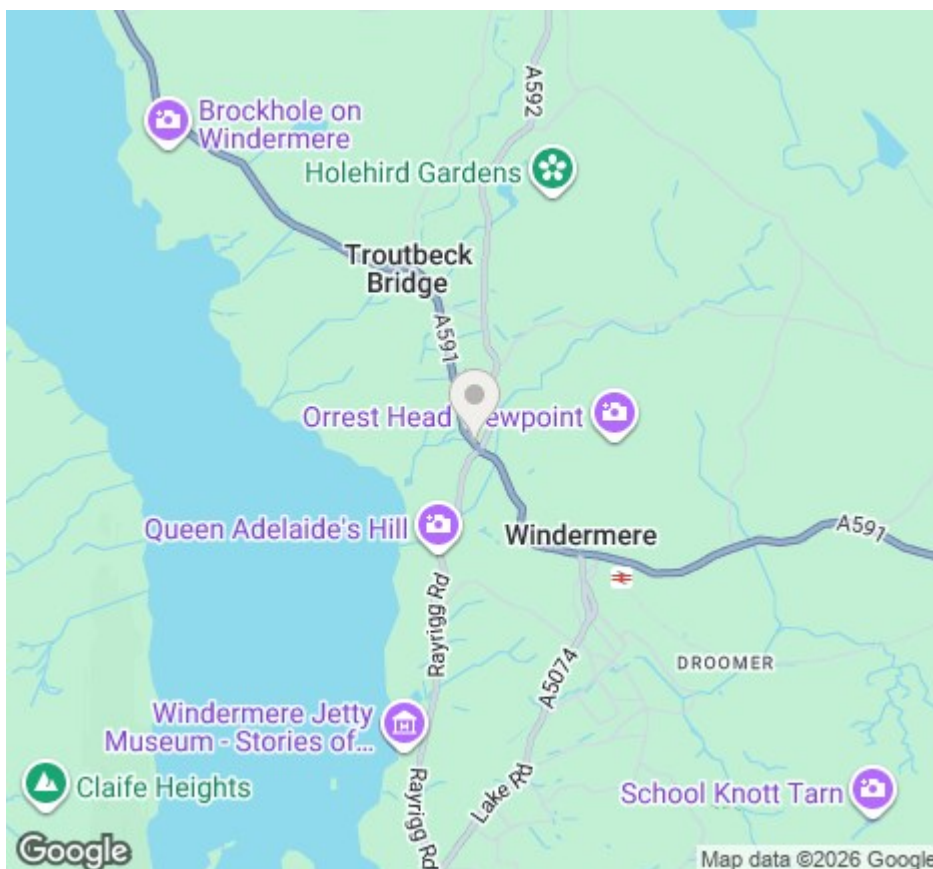 A592
Brockhole on
Windermere
Holehird Gardens
Troutbeck
Bridge
A591
Orrest Head
ewpoint
Queen Adelaide's Hill
Windermere
A591
Rayrigg Rd
A5074
DROOMER
Windermere Jetty
Museum - Stories of...
Claife Heights
Rayrigg Rd
Lake Rd
School Knott Tarn
Google
Map data ©2026 Google